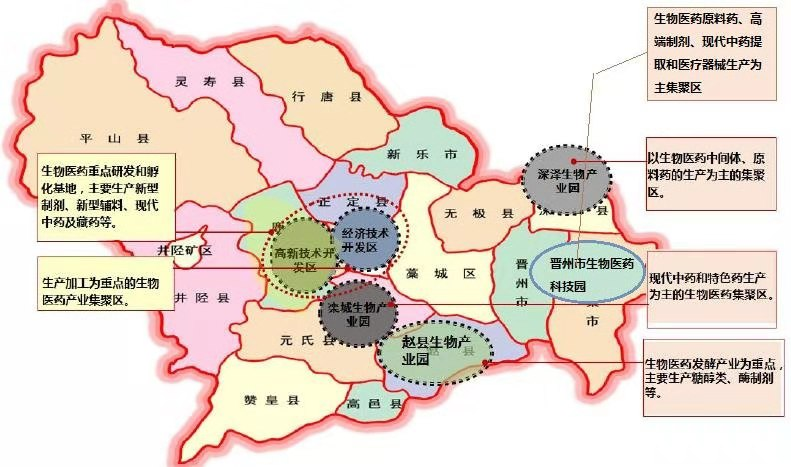 生物医药原料药、高
端制剂、现代中药提
取和医疗器械生产为
主集聚区
灵寿县
行唐县
平山县
新乐市
生物医药重点研发和孵
化基地，主要生产新型
制剂、新型辅料、现代
中药及藏药等。
以生物医药中间体、原
料药的生产为主的集聚
区。
深泽生物产
业园
县
正定县
无极县
经济技术
开发区
高新技术开
发区
井陉矿区
藁城区
晋州市
晋州市生物医药
科技园
市
现代中药和特色药生产
为主的生物医药集聚区。
生产加工为重点的生物
医药产业集聚区。
井陉县
栾城生物产
业园
元氏县
赵县生物产
业园
县
生物医药发酵产业为重点，
主要生产糖醇类、酶制剂
等。
赞皇县
高邑县